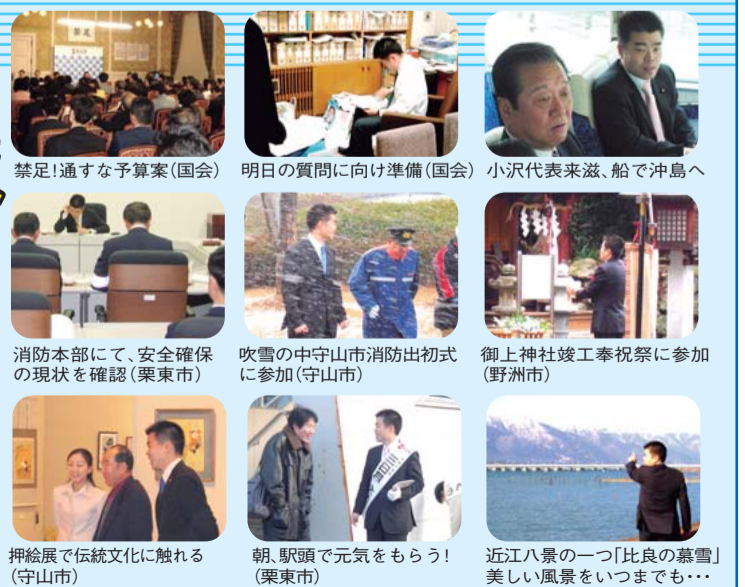 禁足
禁足!通すな予算案(国会)
明日の質問に向け準備(国会)
小沢代表来滋、船で沖島へ
消防本部にて、安全確保
の現状を確認(栗東市)
吹雪の中守山市消防出初式
に参加(守山市)
御上神社竣工奉祝祭に参加
(野洲市)
押絵展で伝統文化に触れる
(守山市)
朝、駅頭で元気をもらう!
(栗東市)
近江八景の一つ「比良の暮雪」
美しい風景をいつまでも・・・